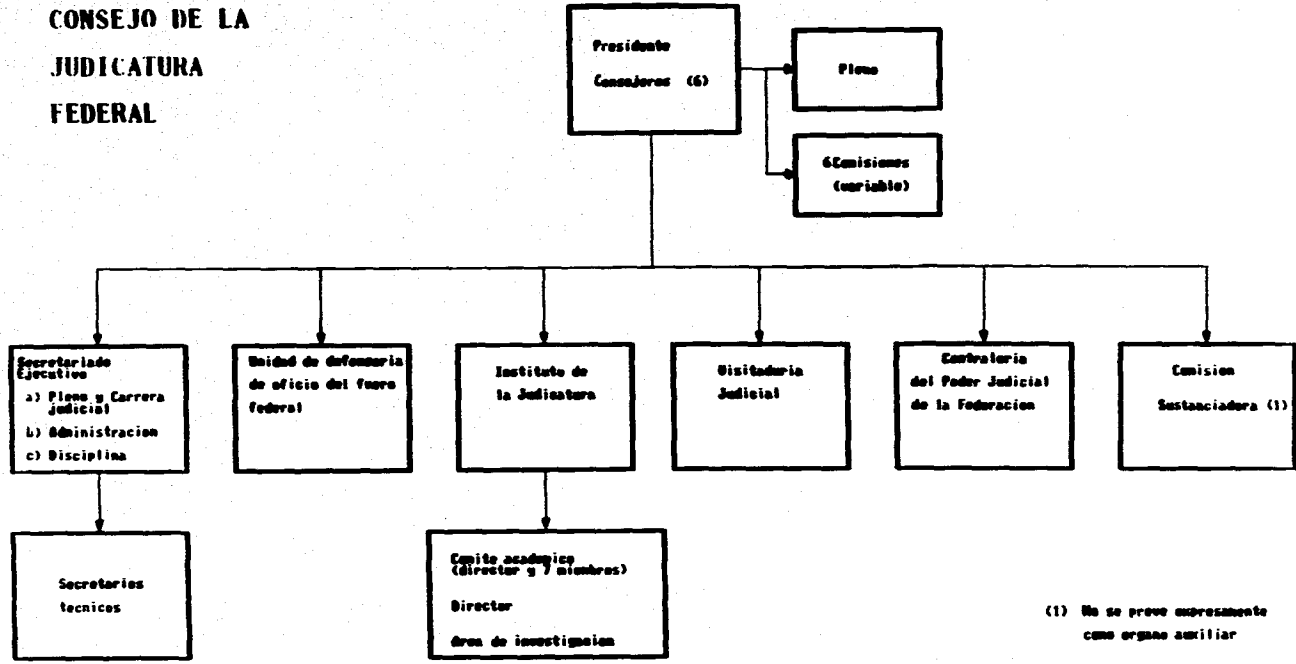 CONSEJO DE LA
JUDICATURA
FEDERAL
Presidente
Consejeros (6)
Pleno
6Comisiones
(variable)
Secretariado
Ejecutivo
a) Pleno y Carrera
judicial
b) Administracion
c) Disciplina
Unidad de defensoria
de oficio del fuero
federal
Instituto de
la Judicatura
Visitaduria
Judicial
Contraloria
del Poder Judicial
de la Federacion
Comision
Sustanciadora (1)
Secretarios
tecnicos
Comite academico
(director y 7 miembros)
Director
Area de investigacion
(1) No se preve expresamente
como organo auxiliar